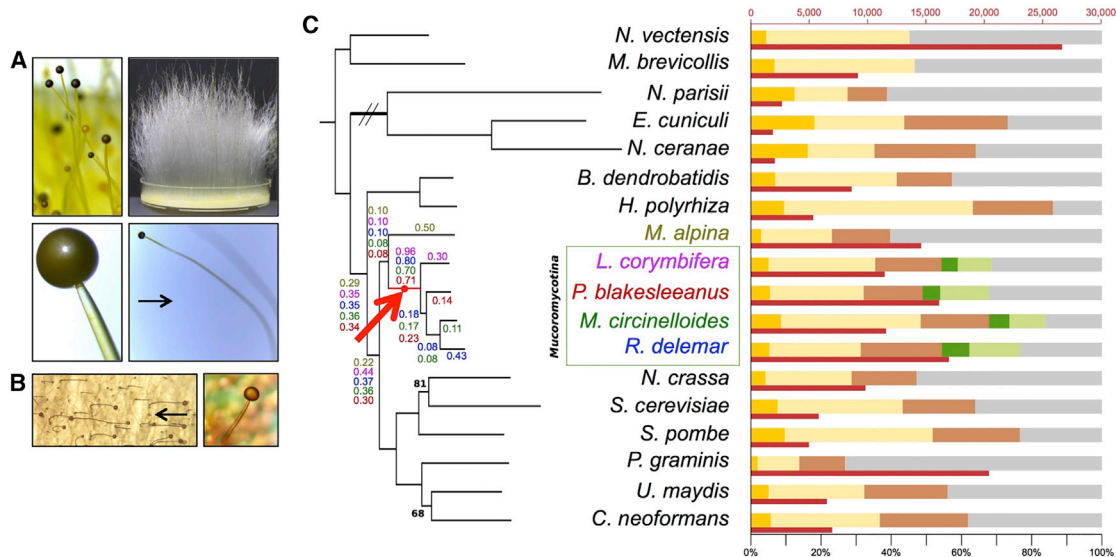 A
B
C
0
5,000
10,000
15,000
20,000
25,000
30,000
N. vectensis
M. brevicollis
N. parisii
E. cuniculi
N. ceranae
B. dendrobatidis
H. polyrhiza
M. alpina
L. corymbifera
P. blakesleeanus
M. circinelloides
R. delemar
N. crassa
S. cerevisiae
S. pombe
P. graminis
U. maydis
C. neoformans
Mucoromycotina
0.10
0.10
0.10
0.08
0.08
0.50
0.96
0.80
0.70
0.71
0.30
0.29
0.35
0.35
0.36
0.34
0.14
0.18
0.17
0.23
0.11
0.08
0.08
0.43
0.22
0.44
0.37
0.36
0.30
81
68
0%
20%
40%
60%
80%
100%